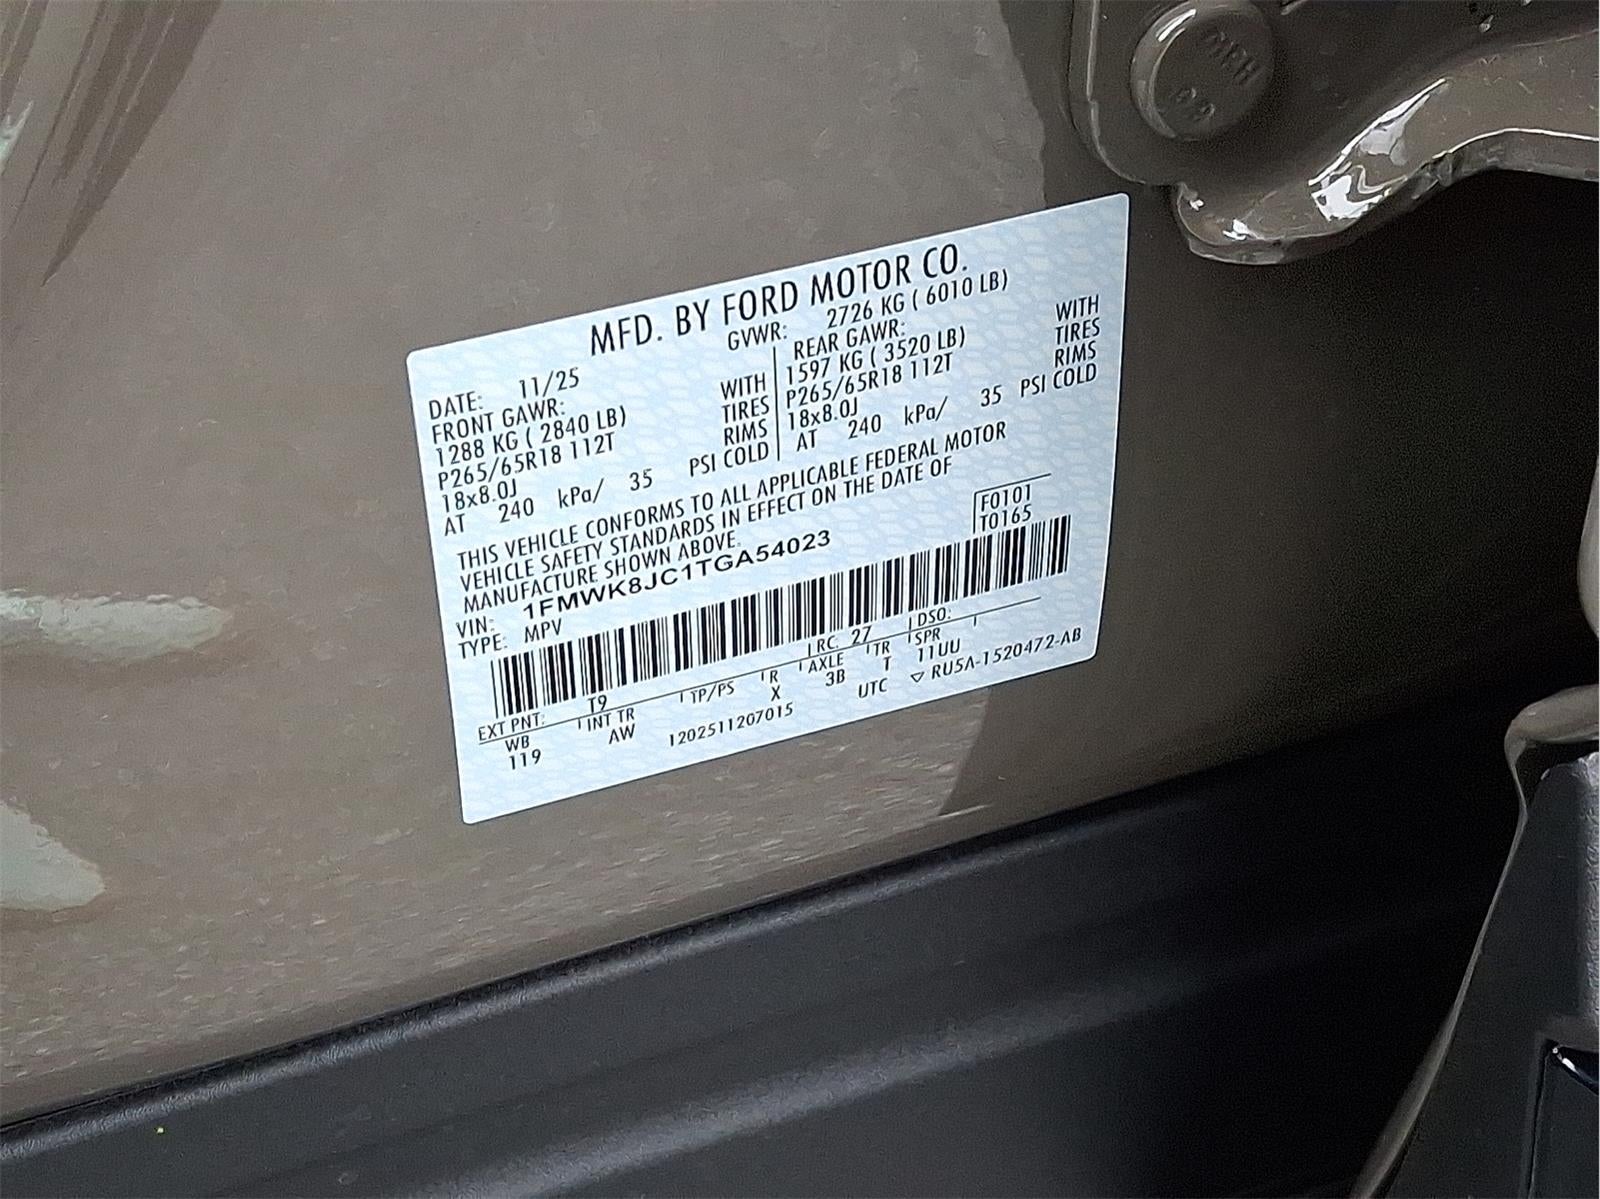 MFH
MFD. BY FORD MOTOR CO.
DATE: 11/25 GVWR: 2726 KG ( 6010 LB)
FRONT GAWR: REAR GAWR:
1288 KG ( 2840 LB) WITH 1597 KG ( 3520 LB) WITH
P265/65R18 112T TIRES P265/65R18 112T TIRES
18x8.0J RIMS 18x8.0J RIMS
AT 240 kPa/ 35 PSI COLD AT 240 kPa/ 35 PSI COLD
THIS VEHICLE CONFORMS TO ALL APPLICABLE FEDERAL MOTOR
VEHICLE SAFETY STANDARDS IN EFFECT ON THE DATE OF
MANUFACTURE SHOWN ABOVE.
F0101
T0165
VIN: 1FMWK8JC1TGA54023
TYPE: MPV
EXT PNT: T9 RC: 27 DSO:
WB INT TR TP/PS R AXLE TR SPR
119 AW X 3B T 11UU
1202511207015 UTC ▽ RU5A-1520472-AB